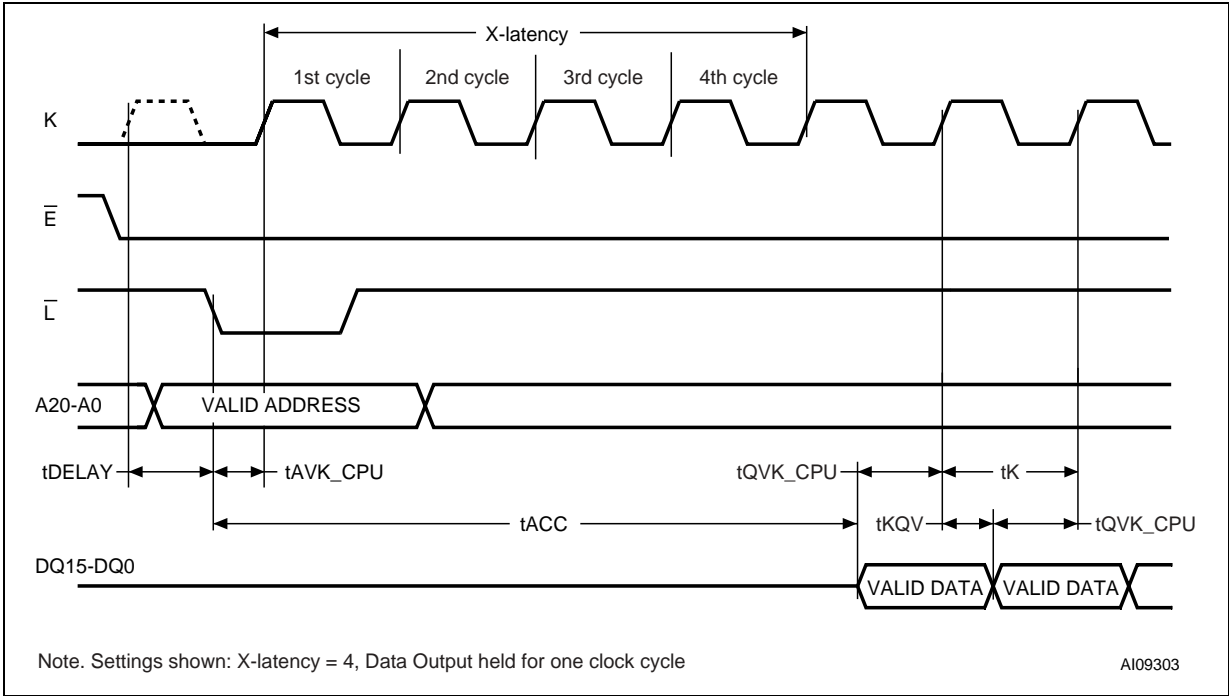 X-latency
1st cycle 2nd cycle 3rd cycle 4th cycle
K
E
L
A20-A0 VALID ADDRESS
tDELAY tAVK_CPU tQVK_CPU tK
tACC tKQV tQVK_CPU
DQ15-DQ0
VALID DATA VALID DATA
Note. Settings shown: X-latency = 4, Data Output held for one clock cycle AI09303